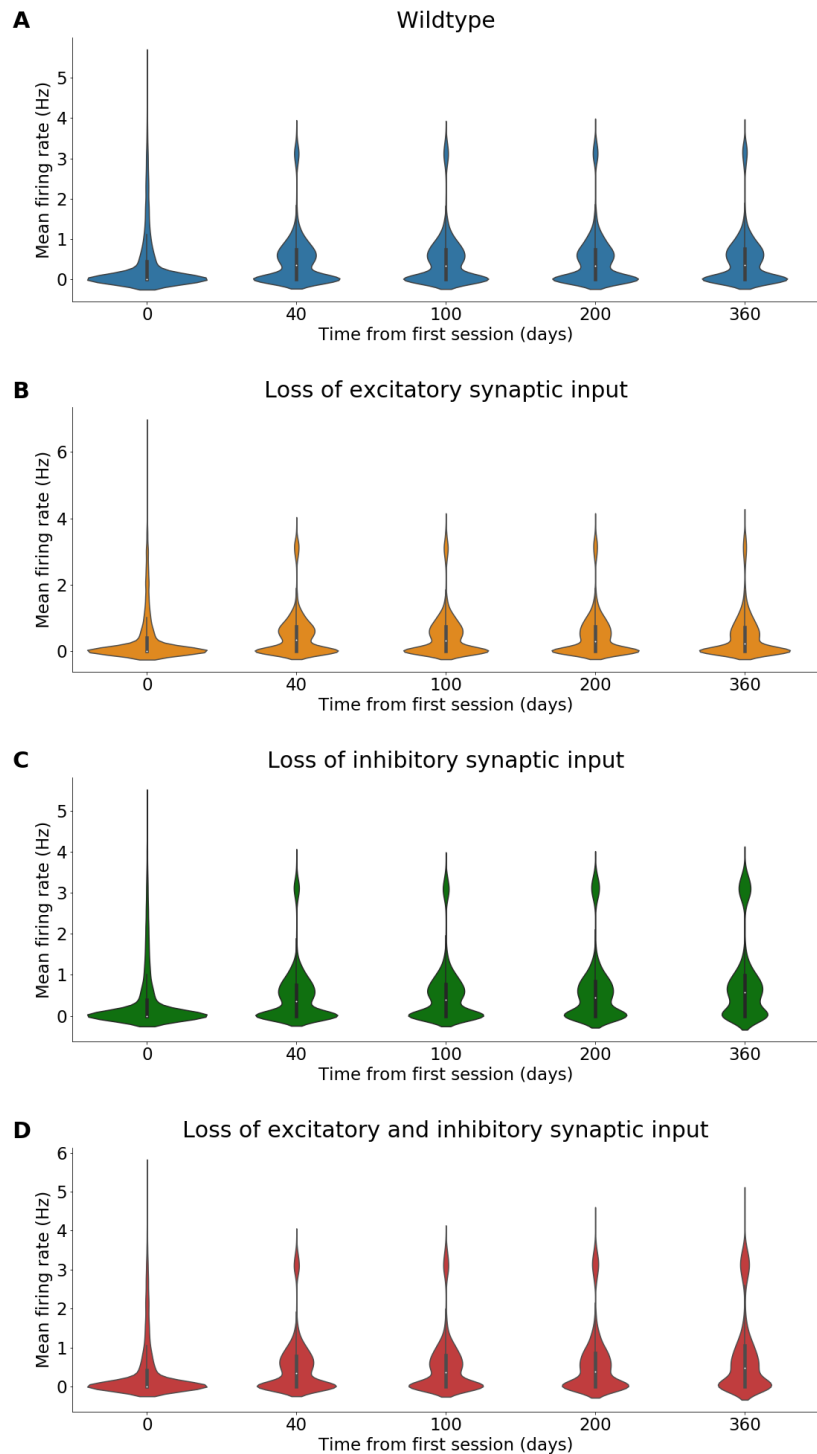 A
Wildtype
Mean firing rate (Hz)
5
4
3
2
1
0
0 40 100 200 360
Time from first session (days)
B
Loss of excitatory synaptic input
Mean firing rate (Hz)
6
4
2
0
0 40 100 200 360
Time from first session (days)
C
Loss of inhibitory synaptic input
Mean firing rate (Hz)
5
4
3
2
1
0
0 40 100 200 360
Time from first session (days)
D
Loss of excitatory and inhibitory synaptic input
Mean firing rate (Hz)
6
5
4
3
2
1
0
0 40 100 200 360
Time from first session (days)